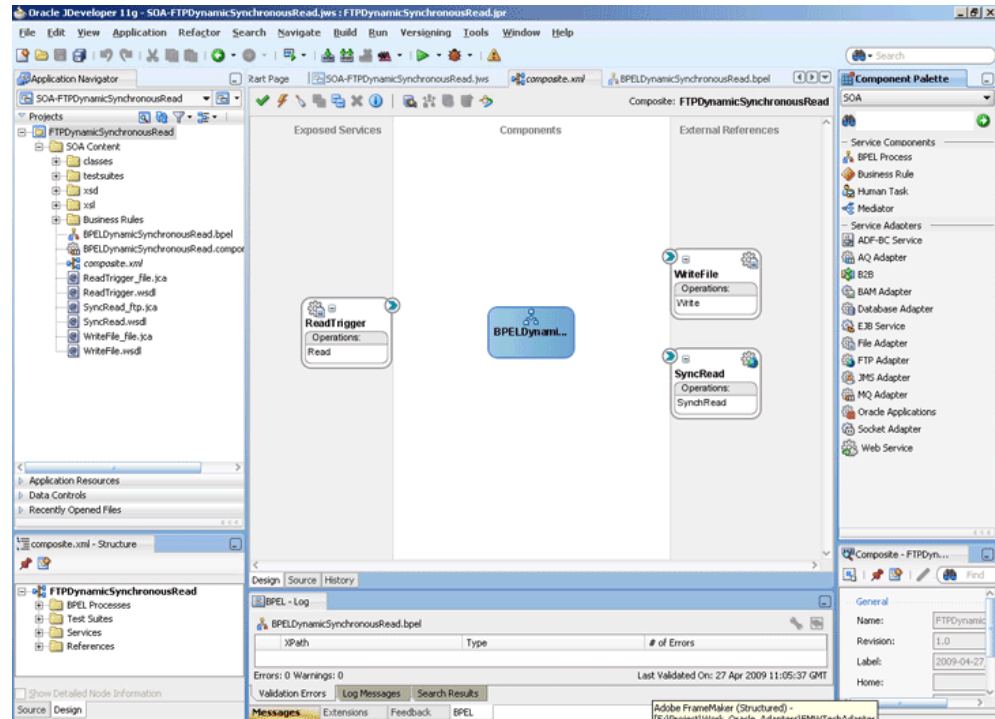 Oracle JDeveloper 11g - SOA-FTPDynamicSynchronousRead.jws : FTPDynamicSynchronousRead.jpr
File Edit View Application Refactor Search Navigate Build Run Versioning Tools Window Help
Search
Application Navigator
SOA-FTPDynamicSynchronousRead
Projects
FTPDynamicSynchronousRead
SOA Content
classes
testsuites
xsd
xsl
Business Rules
BPELDynamicSynchronousRead.bpel
BPELDynamicSynchronousRead.compor
composite.xml
ReadTrigger_file.jca
ReadTrigger.wsdl
SyncRead_ftp.jca
SyncRead.wsdl
WriteFile_file.jca
WriteFile.wsdl
Application Resources
Data Controls
Recently Opened Files
composite.xml - Structure
FTPDynamicSynchronousRead
BPEL Processes
Test Suites
Services
References
Show Detailed Node Information
Source Design
tart Page SOA-FTPDynamicSynchronousRead.jws composite.xml BPELDynamicSynchronousRead.bpel
Composite: FTPDynamicSynchronousRead
Exposed Services Components External References
ReadTrigger
Operations:
Read
BPELDynami...
WriteFile
Operations:
Write
SyncRead
Operations:
SynchRead
Design Source History
BPEL - Log
BPELDynamicSynchronousRead.bpel
XPath Type # of Errors
Errors: 0 Warnings: 0 Last Validated On: 27 Apr 2009 11:05:37 GMT
Validation Errors Log Messages Search Results
Messages Extensions Feedback BPEL
Adobe FrameMaker (Structured) -
Component Palette
SOA
Service Components
BPEL Process
Business Rule
Human Task
Mediator
Service Adapters
ADF-BC Service
AQ Adapter
B2B
BAM Adapter
Database Adapter
EJB Service
File Adapter
FTP Adapter
JMS Adapter
MQ Adapter
Oracle Applications
Socket Adapter
Web Service
Composite - FTPDyn...
Find
General
Name: FTPDynamic
Revision: 1.0
Label: 2009-04-27
Home: